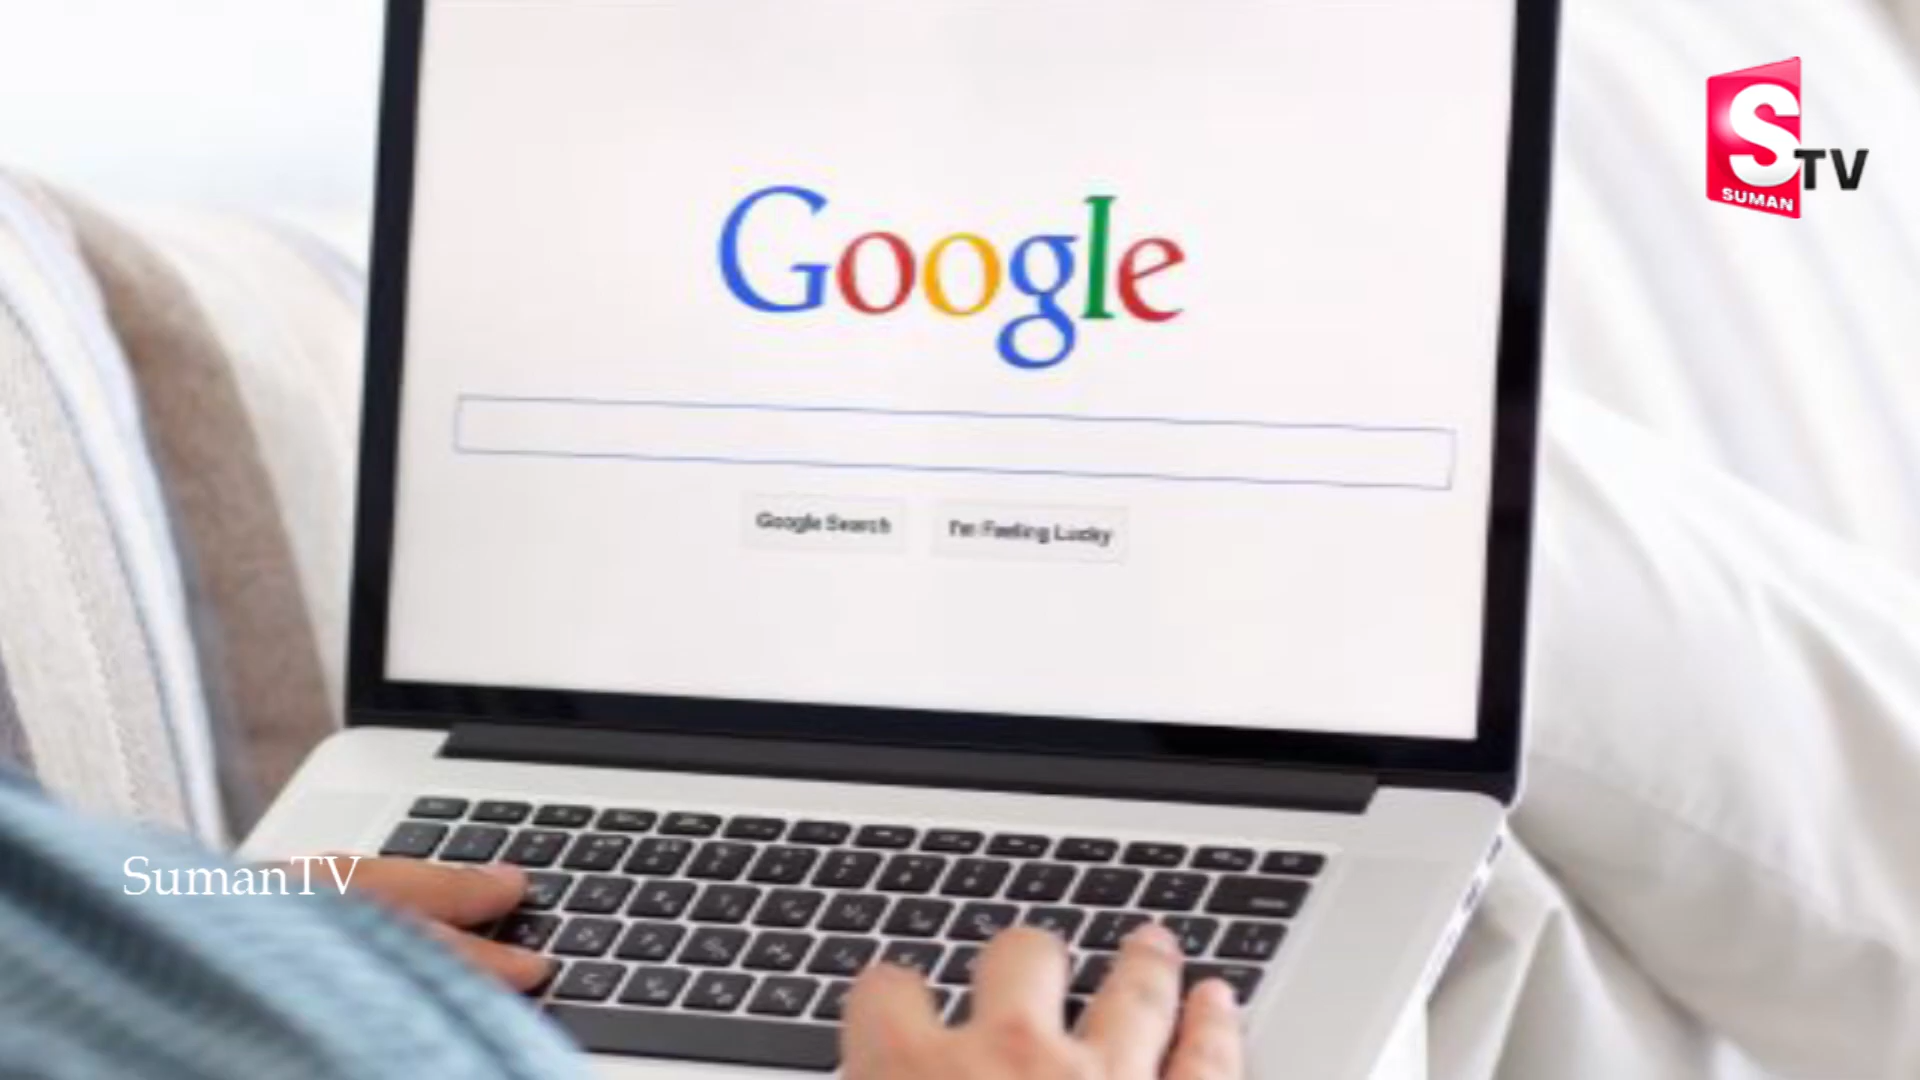 Google
Google Search
I'm Feeling Lucky
S
TV
SUMAN
SumanTV